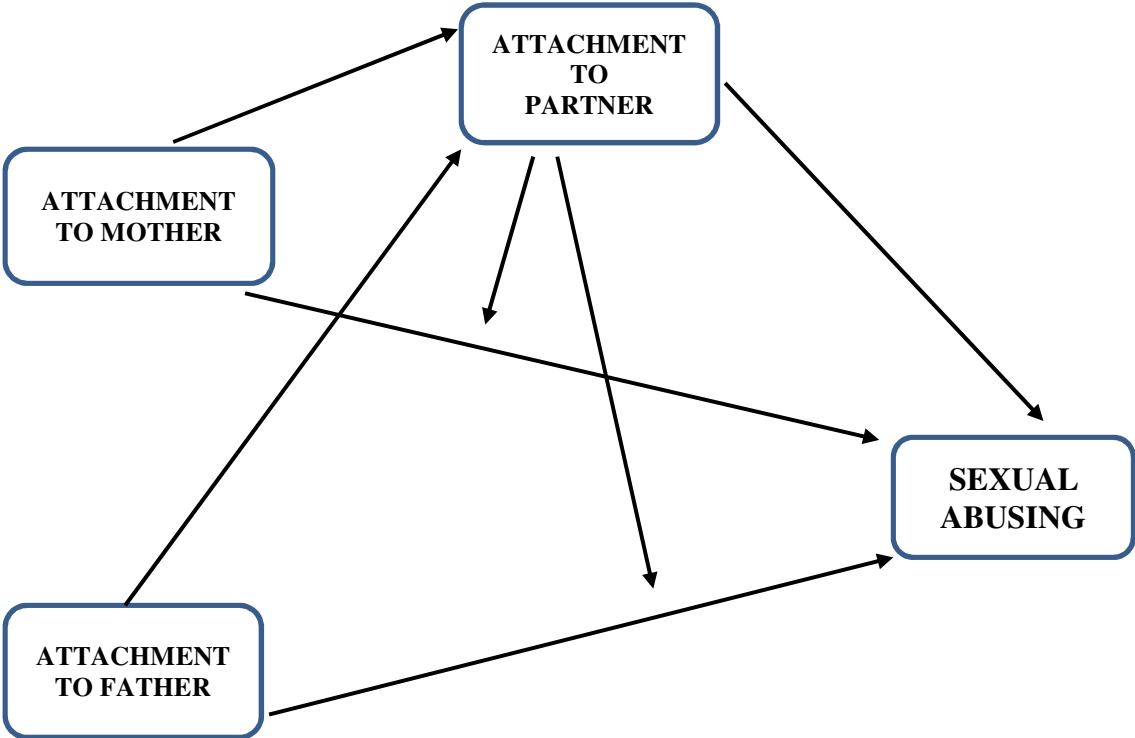 ATTACHMENT
TO
PARTNER
ATTACHMENT
TO MOTHER
SEXUAL
ABUSING
ATTACHMENT
TO FATHER